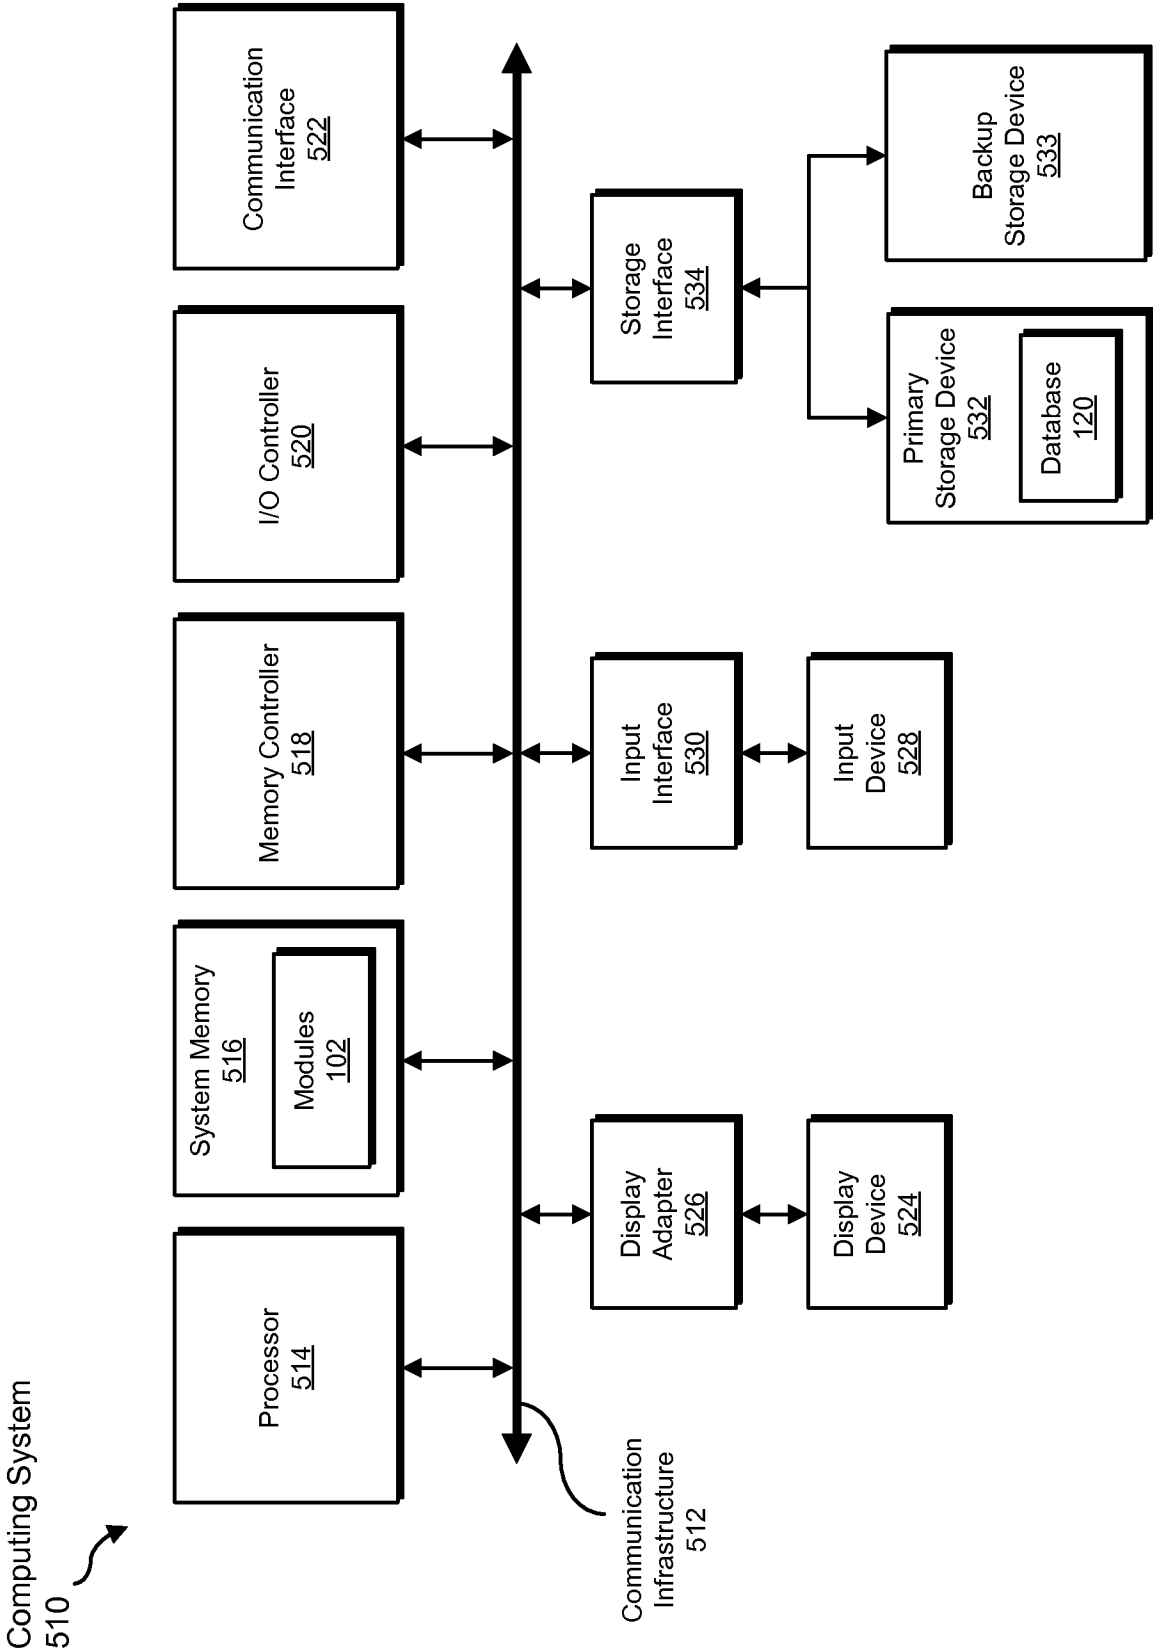 Computing System
510
Processor
514
System Memory
516
Modules
102
Memory Controller
518
I/O Controller
520
Communication
Interface
522
Communication
Infrastructure
512
Display
Adapter
526
Input
Interface
530
Storage
Interface
534
Display
Device
524
Input
Device
528
Primary
Storage Device
532
Database
120
Backup
Storage Device
533